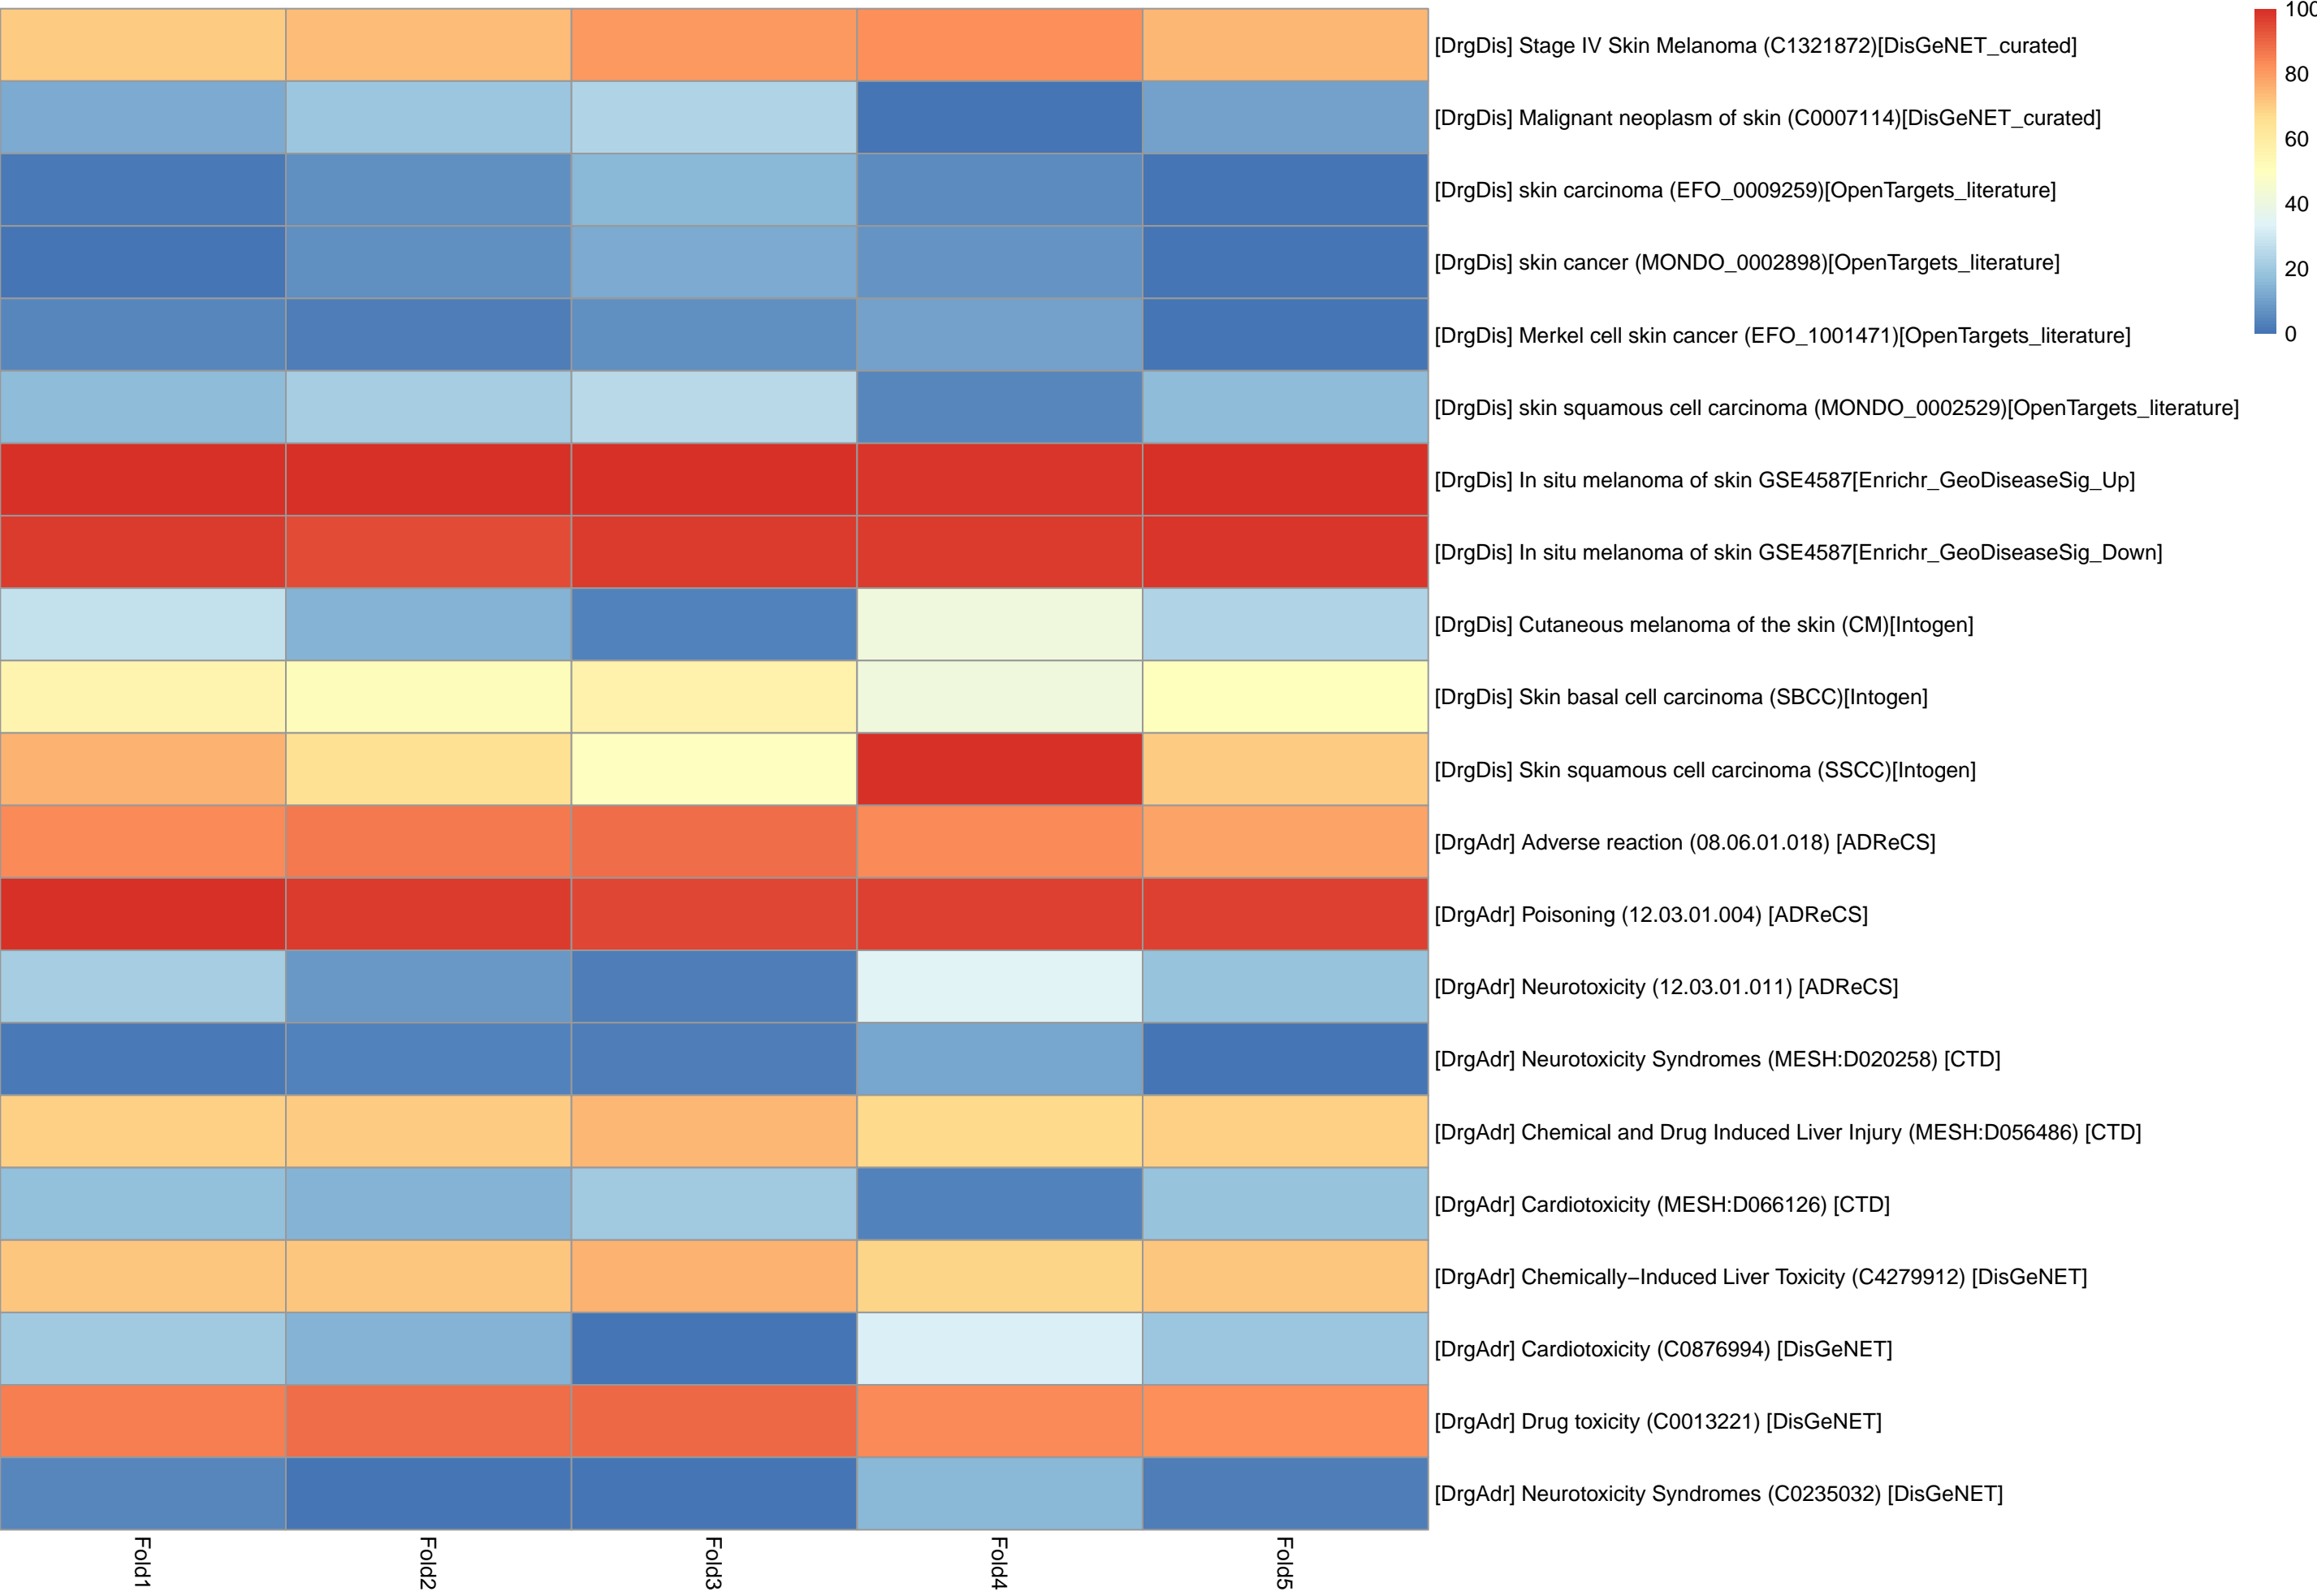 [DrgDis] Stage IV Skin Melanoma (C1321872)[DisGeNET_curated]
[DrgDis] Malignant neoplasm of skin (C0007114)[DisGeNET_curated]
[DrgDis] skin carcinoma (EFO_0009259)[OpenTargets_literature]
[DrgDis] skin cancer (MONDO_0002898)[OpenTargets_literature]
[DrgDis] Merkel cell skin cancer (EFO_1001471)[OpenTargets_literature]
[DrgDis] skin squamous cell carcinoma (MONDO_0002529)[OpenTargets_literature]
[DrgDis] In situ melanoma of skin GSE4587[Enrichr_GeoDiseaseSig_Up]
[DrgDis] In situ melanoma of skin GSE4587[Enrichr_GeoDiseaseSig_Down]
[DrgDis] Cutaneous melanoma of the skin (CM)[Intogen]
[DrgDis] Skin basal cell carcinoma (SBCC)[Intogen]
[DrgDis] Skin squamous cell carcinoma (SSCC)[Intogen]
[DrgAdr] Adverse reaction (08.06.01.018) [ADReCS]
[DrgAdr] Poisoning (12.03.01.004) [ADReCS]
[DrgAdr] Neurotoxicity (12.03.01.011) [ADReCS]
[DrgAdr] Neurotoxicity Syndromes (MESH:D020258) [CTD]
[DrgAdr] Chemical and Drug Induced Liver Injury (MESH:D056486) [CTD]
[DrgAdr] Cardiotoxicity (MESH:D066126) [CTD]
[DrgAdr] Chemically−Induced Liver Toxicity (C4279912) [DisGeNET]
[DrgAdr] Cardiotoxicity (C0876994) [DisGeNET]
[DrgAdr] Drug toxicity (C0013221) [DisGeNET]
[DrgAdr] Neurotoxicity Syndromes (C0235032) [DisGeNET]
Fold1
Fold2
Fold3
Fold4
Fold5
100
80
60
40
20
0